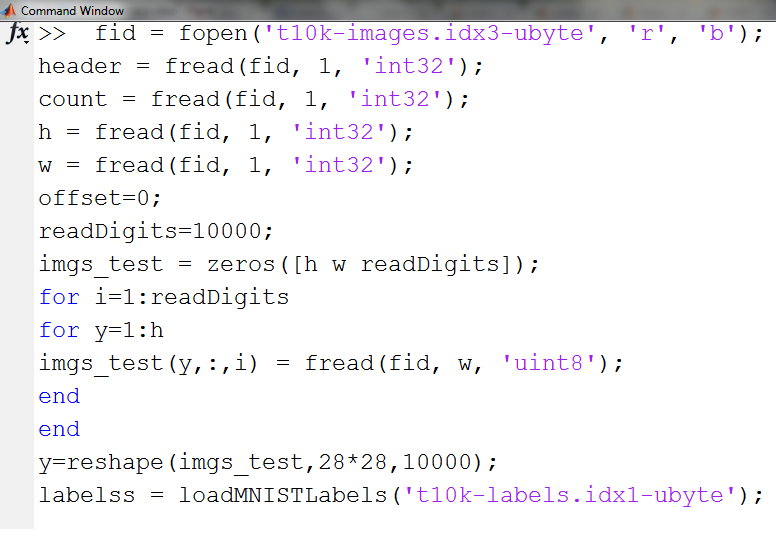 Command Window
fx >> fid = fopen('t10k-images.idx3-ubyte', 'r', 'b');
header = fread(fid, 1, 'int32');
count = fread(fid, 1, 'int32');
h = fread(fid, 1, 'int32');
w = fread(fid, 1, 'int32');
offset=0;
readDigits=10000;
imgs_test = zeros([h w readDigits]);
for i=1:readDigits
for y=1:h
imgs_test(y,:,i) = fread(fid, w, 'uint8');
end
end
y=reshape(imgs_test,28*28,10000);
labelss = loadMNISTLabels('t10k-labels.idx1-ubyte');